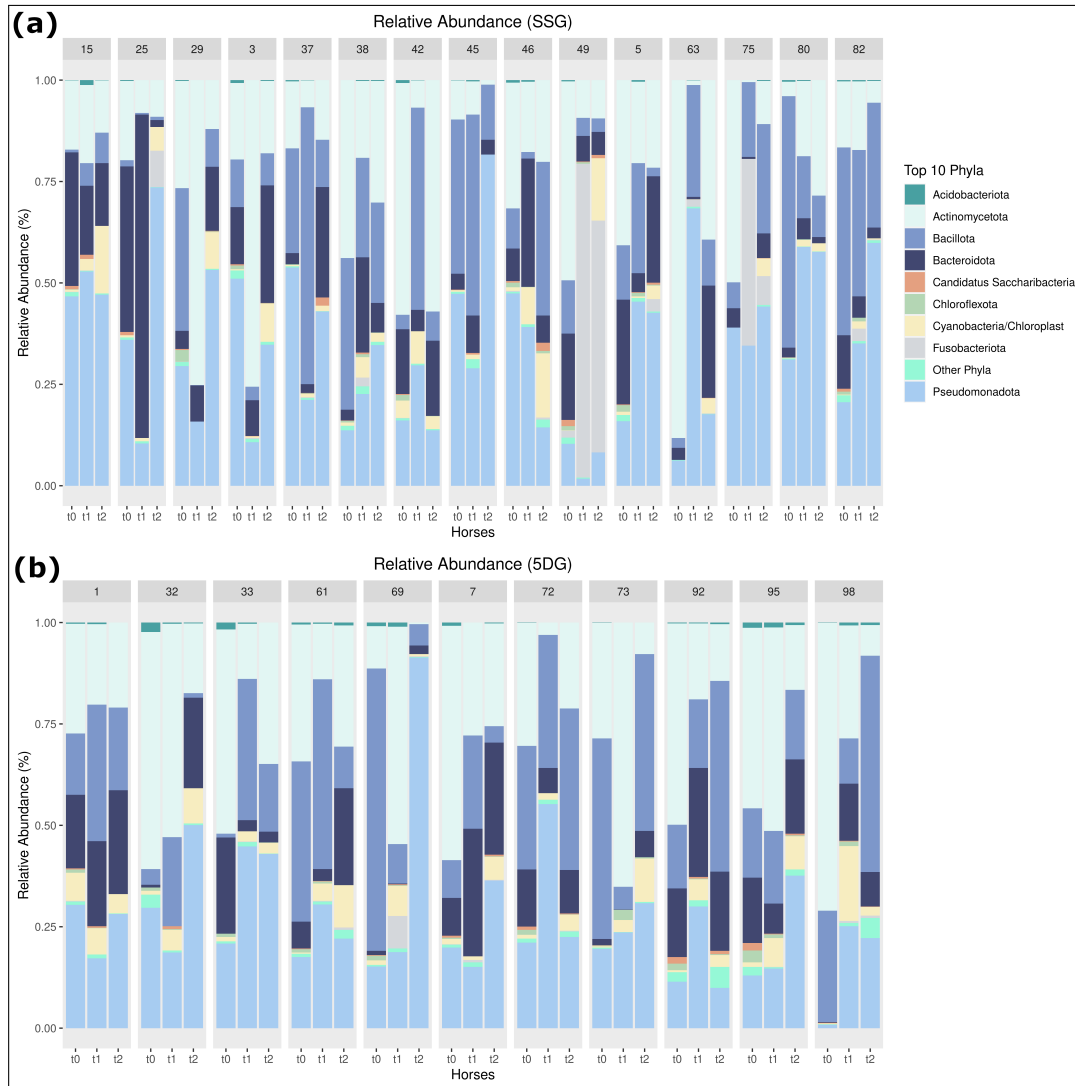 (a)
Relative Abundance (SSG)
15 25 29 3 37 38 42 45 46 49 5 63 75 80 82
1.00
0.75
0.50
0.25
0.00
Relative Abundance (%)
t0 t1 t2 t0 t1 t2 t0 t1 t2 t0 t1 t2 t0 t1 t2 t0 t1 t2 t0 t1 t2 t0 t1 t2 t0 t1 t2 t0 t1 t2 t0 t1 t2 t0 t1 t2 t0 t1 t2 t0 t1 t2 t0 t1 t2
Horses
Top 10 Phyla
Acidobacteriota
Actinomycetota
Bacillota
Bacteroidota
Candidatus Saccharibacteria
Chloroflexota
Cyanobacteria/Chloroplast
Fusobacteriota
Other Phyla
Pseudomonadota
(b)
Relative Abundance (5DG)
1 32 33 61 69 7 72 73 92 95 98
1.00
0.75
0.50
0.25
0.00
Relative Abundance (%)
t0 t1 t2 t0 t1 t2 t0 t1 t2 t0 t1 t2 t0 t1 t2 t0 t1 t2 t0 t1 t2 t0 t1 t2 t0 t1 t2 t0 t1 t2 t0 t1 t2
Horses